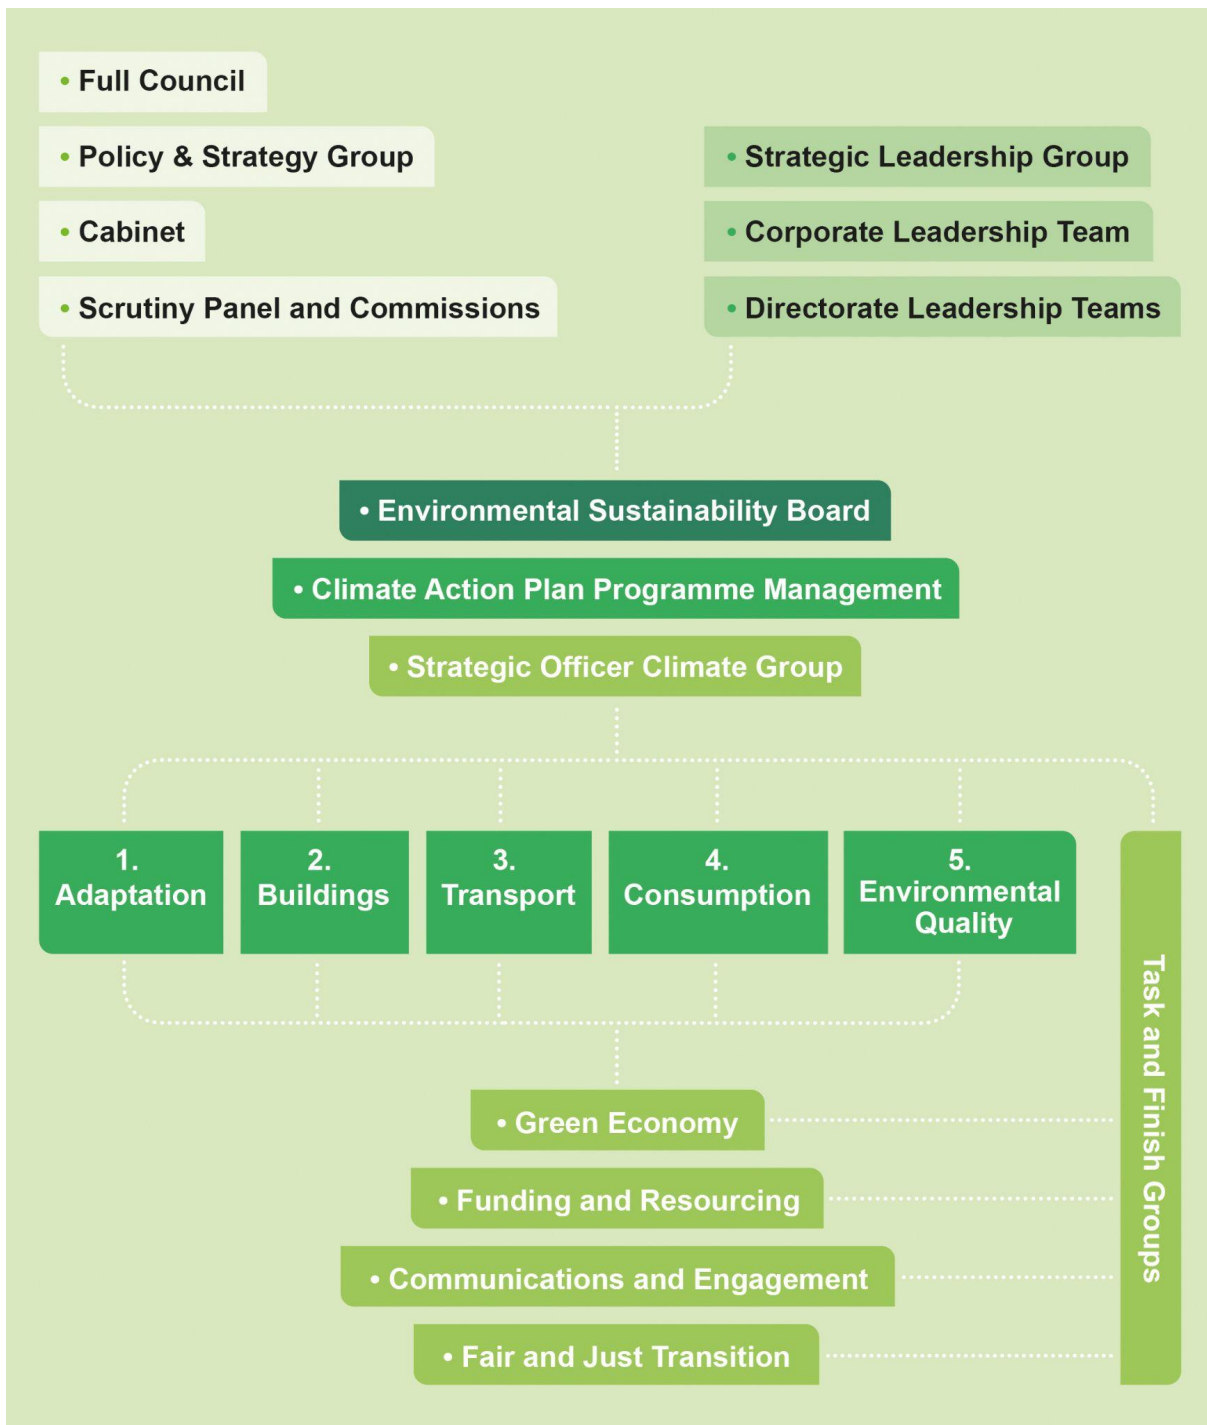 • Full Council
• Policy & Strategy Group
• Cabinet
• Scrutiny Panel and Commissions
• Strategic Leadership Group
• Corporate Leadership Team
• Directorate Leadership Teams
• Environmental Sustainability Board
• Climate Action Plan Programme Management
• Strategic Officer Climate Group
1.
Adaptation
2.
Buildings
3.
Transport
4.
Consumption
5.
Environmental
Quality
Task and Finish Groups
• Green Economy
• Funding and Resourcing
• Communications and Engagement
• Fair and Just Transition